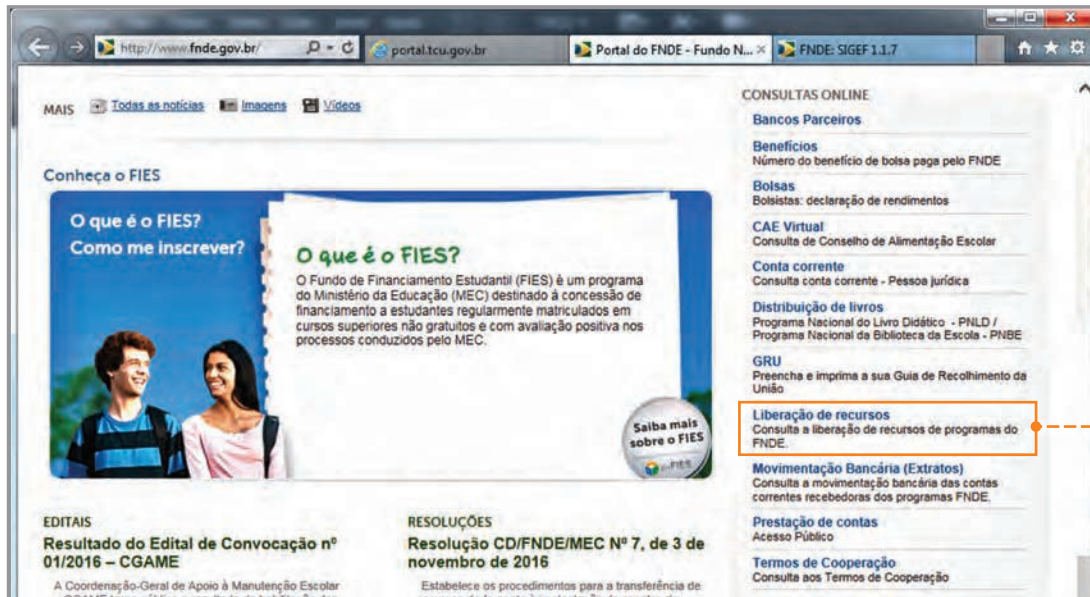 http://www.fnde.gov.br/
portal.tcu.gov.br
Portal do FNDE - Fundo N...
FNDE: SIGEF 1.1.7
MAIS Todas as notícias Imagens Vídeos
Conheça o FIES
O que é o FIES?
Como me inscrever?
O que é o FIES?
O Fundo de Financiamento Estudantil (FIES) é um programa
do Ministério da Educação (MEC) destinado à concessão de
financiamento a estudantes regularmente matriculados em
cursos superiores não gratuitos e com avaliação positiva nos
processos conduzidos pelo MEC.
Saiba mais
sobre o FIES
EDITAIS
Resultado do Edital de Convocação nº
01/2016 – CGAME
A Coordenação-Geral de Apoio à Manutenção Escolar
RESOLUÇÕES
Resolução CD/FNDE/MEC Nº 7, de 3 de
novembro de 2016
Estabelece os procedimentos para a transferência de
CONSULTAS ONLINE
Bancos Parceiros
Benefícios
Número do benefício de bolsa paga pelo FNDE
Bolsas
Bolsistas: declaração de rendimentos
CAE Virtual
Consulta de Conselho de Alimentação Escolar
Conta corrente
Consulta conta corrente - Pessoa jurídica
Distribuição de livros
Programa Nacional do Livro Didático - PNLD /
Programa Nacional da Biblioteca da Escola - PNBE
GRU
Preencha e imprima a sua Guia de Recolhimento da
União
Liberação de recursos
Consulta a liberação de recursos de programas do
FNDE.
Movimentação Bancária (Extratos)
Consulta a movimentação bancária das contas
correntes recebedoras dos programas FNDE.
Prestação de contas
Acesso Público
Termos de Cooperação
Consulta aos Termos de Cooperação